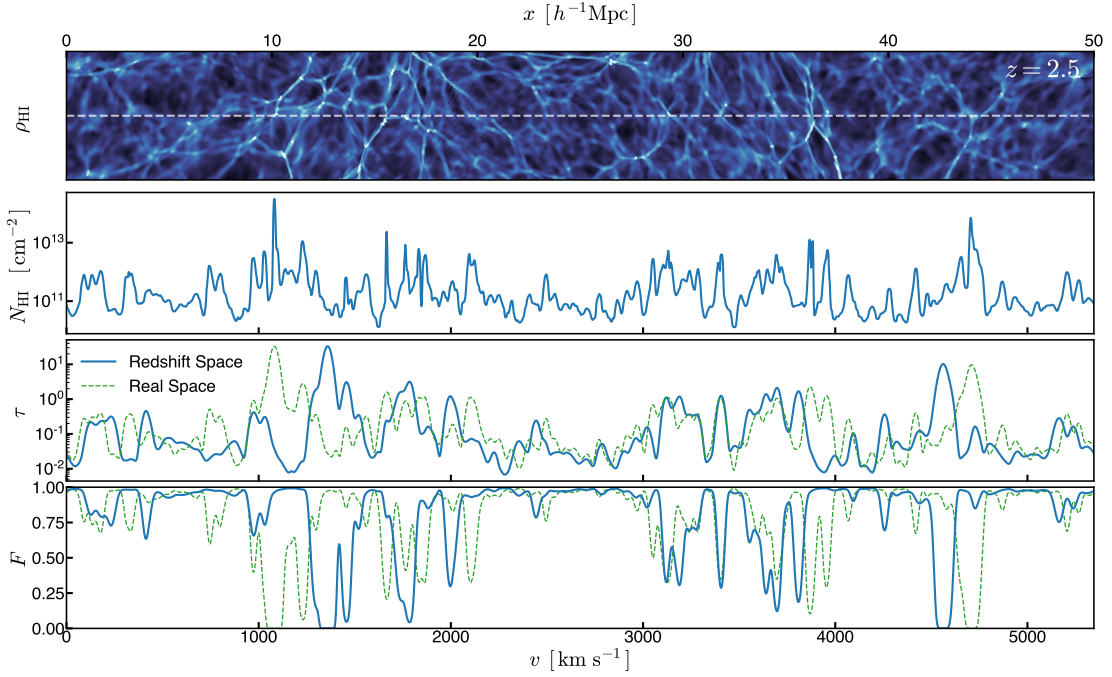 x [h⁻¹Mpc]
0 10 20 30 40 50
z = 2.5
ρHI
NHI [cm⁻²]
10¹³
10¹¹
Redshift Space
Real Space
τ
10¹
10⁰
10⁻¹
10⁻²
F
1.00
0.75
0.50
0.25
0.00
0 1000 2000 3000 4000 5000
v [km s⁻¹]